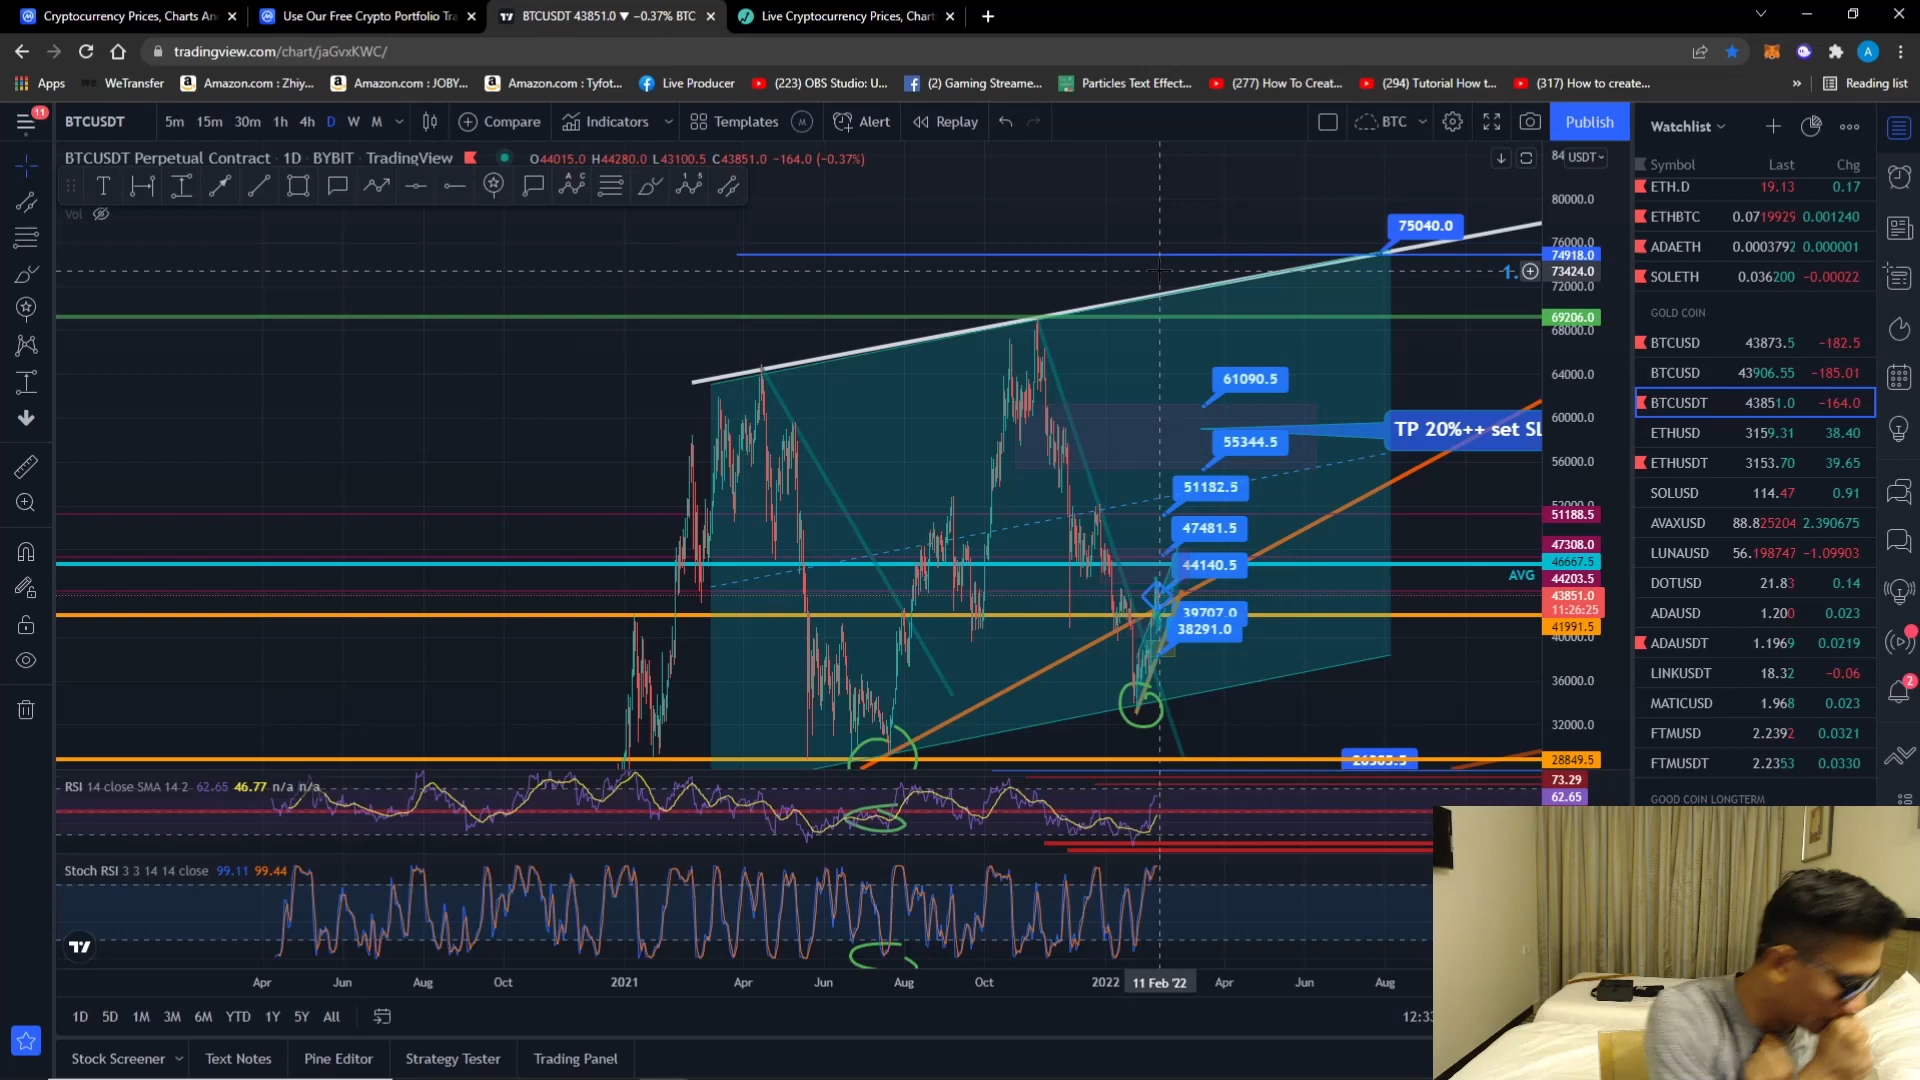 Cryptocurrency Prices, Charts An
Use Our Free Crypto Portfolio Tra
BTCUSDT 43851.0 ▼ −0.37% BTC
Live Cryptocurrency Prices, Chart
tradingview.com/chart/jaGvxKWC/
A
Apps
WeTransfer
Amazon.com : Zhiy...
Amazon.com : JOBY...
Amazon.com : Tyfot...
Live Producer
(223) OBS Studio: U...
(2) Gaming Streame...
Particles Text Effect...
(277) How To Creat...
(294) Tutorial How t...
(317) How to create...
»
Reading list
11
BTCUSDT
5m 15m 30m 1h 4h D W M
Compare
Indicators
Templates
M
Alert
Replay
BTC
Publish
BTCUSDT Perpetual Contract · 1D · BYBIT · TradingView
O44015.0 H44280.0 L43100.5 C43851.0 −164.0 (−0.37%)
Vol
84
USDT
80000.0
76000.0
74918.0
73424.0
72000.0
69206.0
68000.0
64000.0
60000.0
56000.0
52000.0
51188.5
47308.0
46667.5
44203.5
43851.0
11:26:25
41991.5
40000.0
36000.0
32000.0
28849.5
73.29
62.65
75040.0
1.
61090.5
TP 20%++ set SL
55344.5
51182.5
47481.5
44140.5
AVG
39707.0
38291.0
RSI 14 close SMA 14 2 62.65 46.77 n/a n/a
Stoch RSI 3 3 14 14 close 99.11 99.44
Apr Jun Aug Oct 2021 Apr Jun Aug Oct 2022 11 Feb '22 Apr Jun Aug
1D 5D 1M 3M 6M YTD 1Y 5Y All
12:33
Stock Screener
Text Notes
Pine Editor
Strategy Tester
Trading Panel
Watchlist
Symbol Last Chg
ETH.D 19.13 0.17
ETHBTC 0.0719929 0.001240
ADAETH 0.0003792 0.000001
SOLETH 0.036200 −0.00022
GOLD COIN
BTCUSD 43873.5 −182.5
BTCUSD 43906.55 −185.01
BTCUSDT 43851.0 −164.0
ETHUSD 3159.31 38.40
ETHUSDT 3153.70 39.65
SOLUSD 114.47 0.91
AVAXUSD 88.825204 2.390675
LUNAUSD 56.198747 −1.09903
DOTUSD 21.83 0.14
ADAUSD 1.200 0.023
ADAUSDT 1.1969 0.0219
LINKUSDT 18.32 −0.06
MATICUSD 1.968 0.023
FTMUSD 2.2392 0.0321
FTMUSDT 2.2353 0.0330
GOOD COIN LONGTERM
2